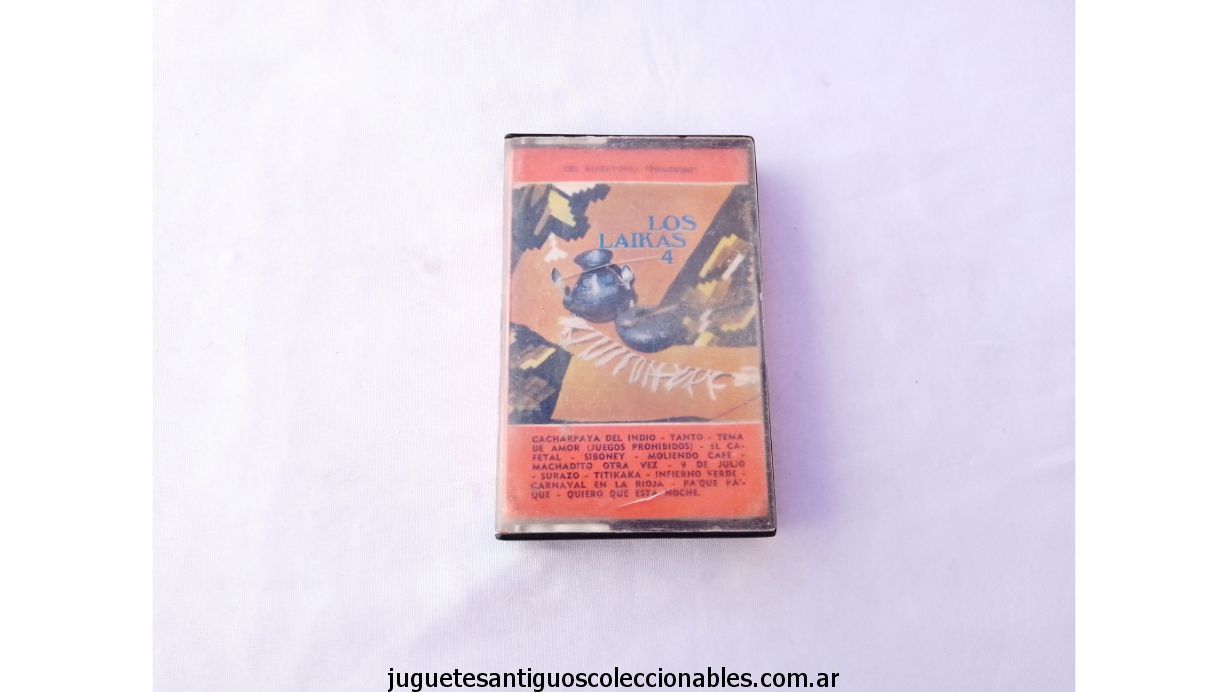 DEL REPERTORIO
LOS
LAIKAS
4
CACHARPAYA DEL INDIO - TANTO - TEMA
DE AMOR (JUEGOS PROHIBIDOS) - EL CA-
FETAL - SIBONEY - MOLIENDO CAFE -
MACHADITO OTRA VEZ - 9 DE JULIO
- SURAZO - TITIKAKA - INFIERNO VERDE -
CARNAVAL EN LA RIOJA - PA'QUE PA'-
QUE - QUIERO QUE ESTA NOCHE.
juguetesantiguoscoleccionables.com.ar